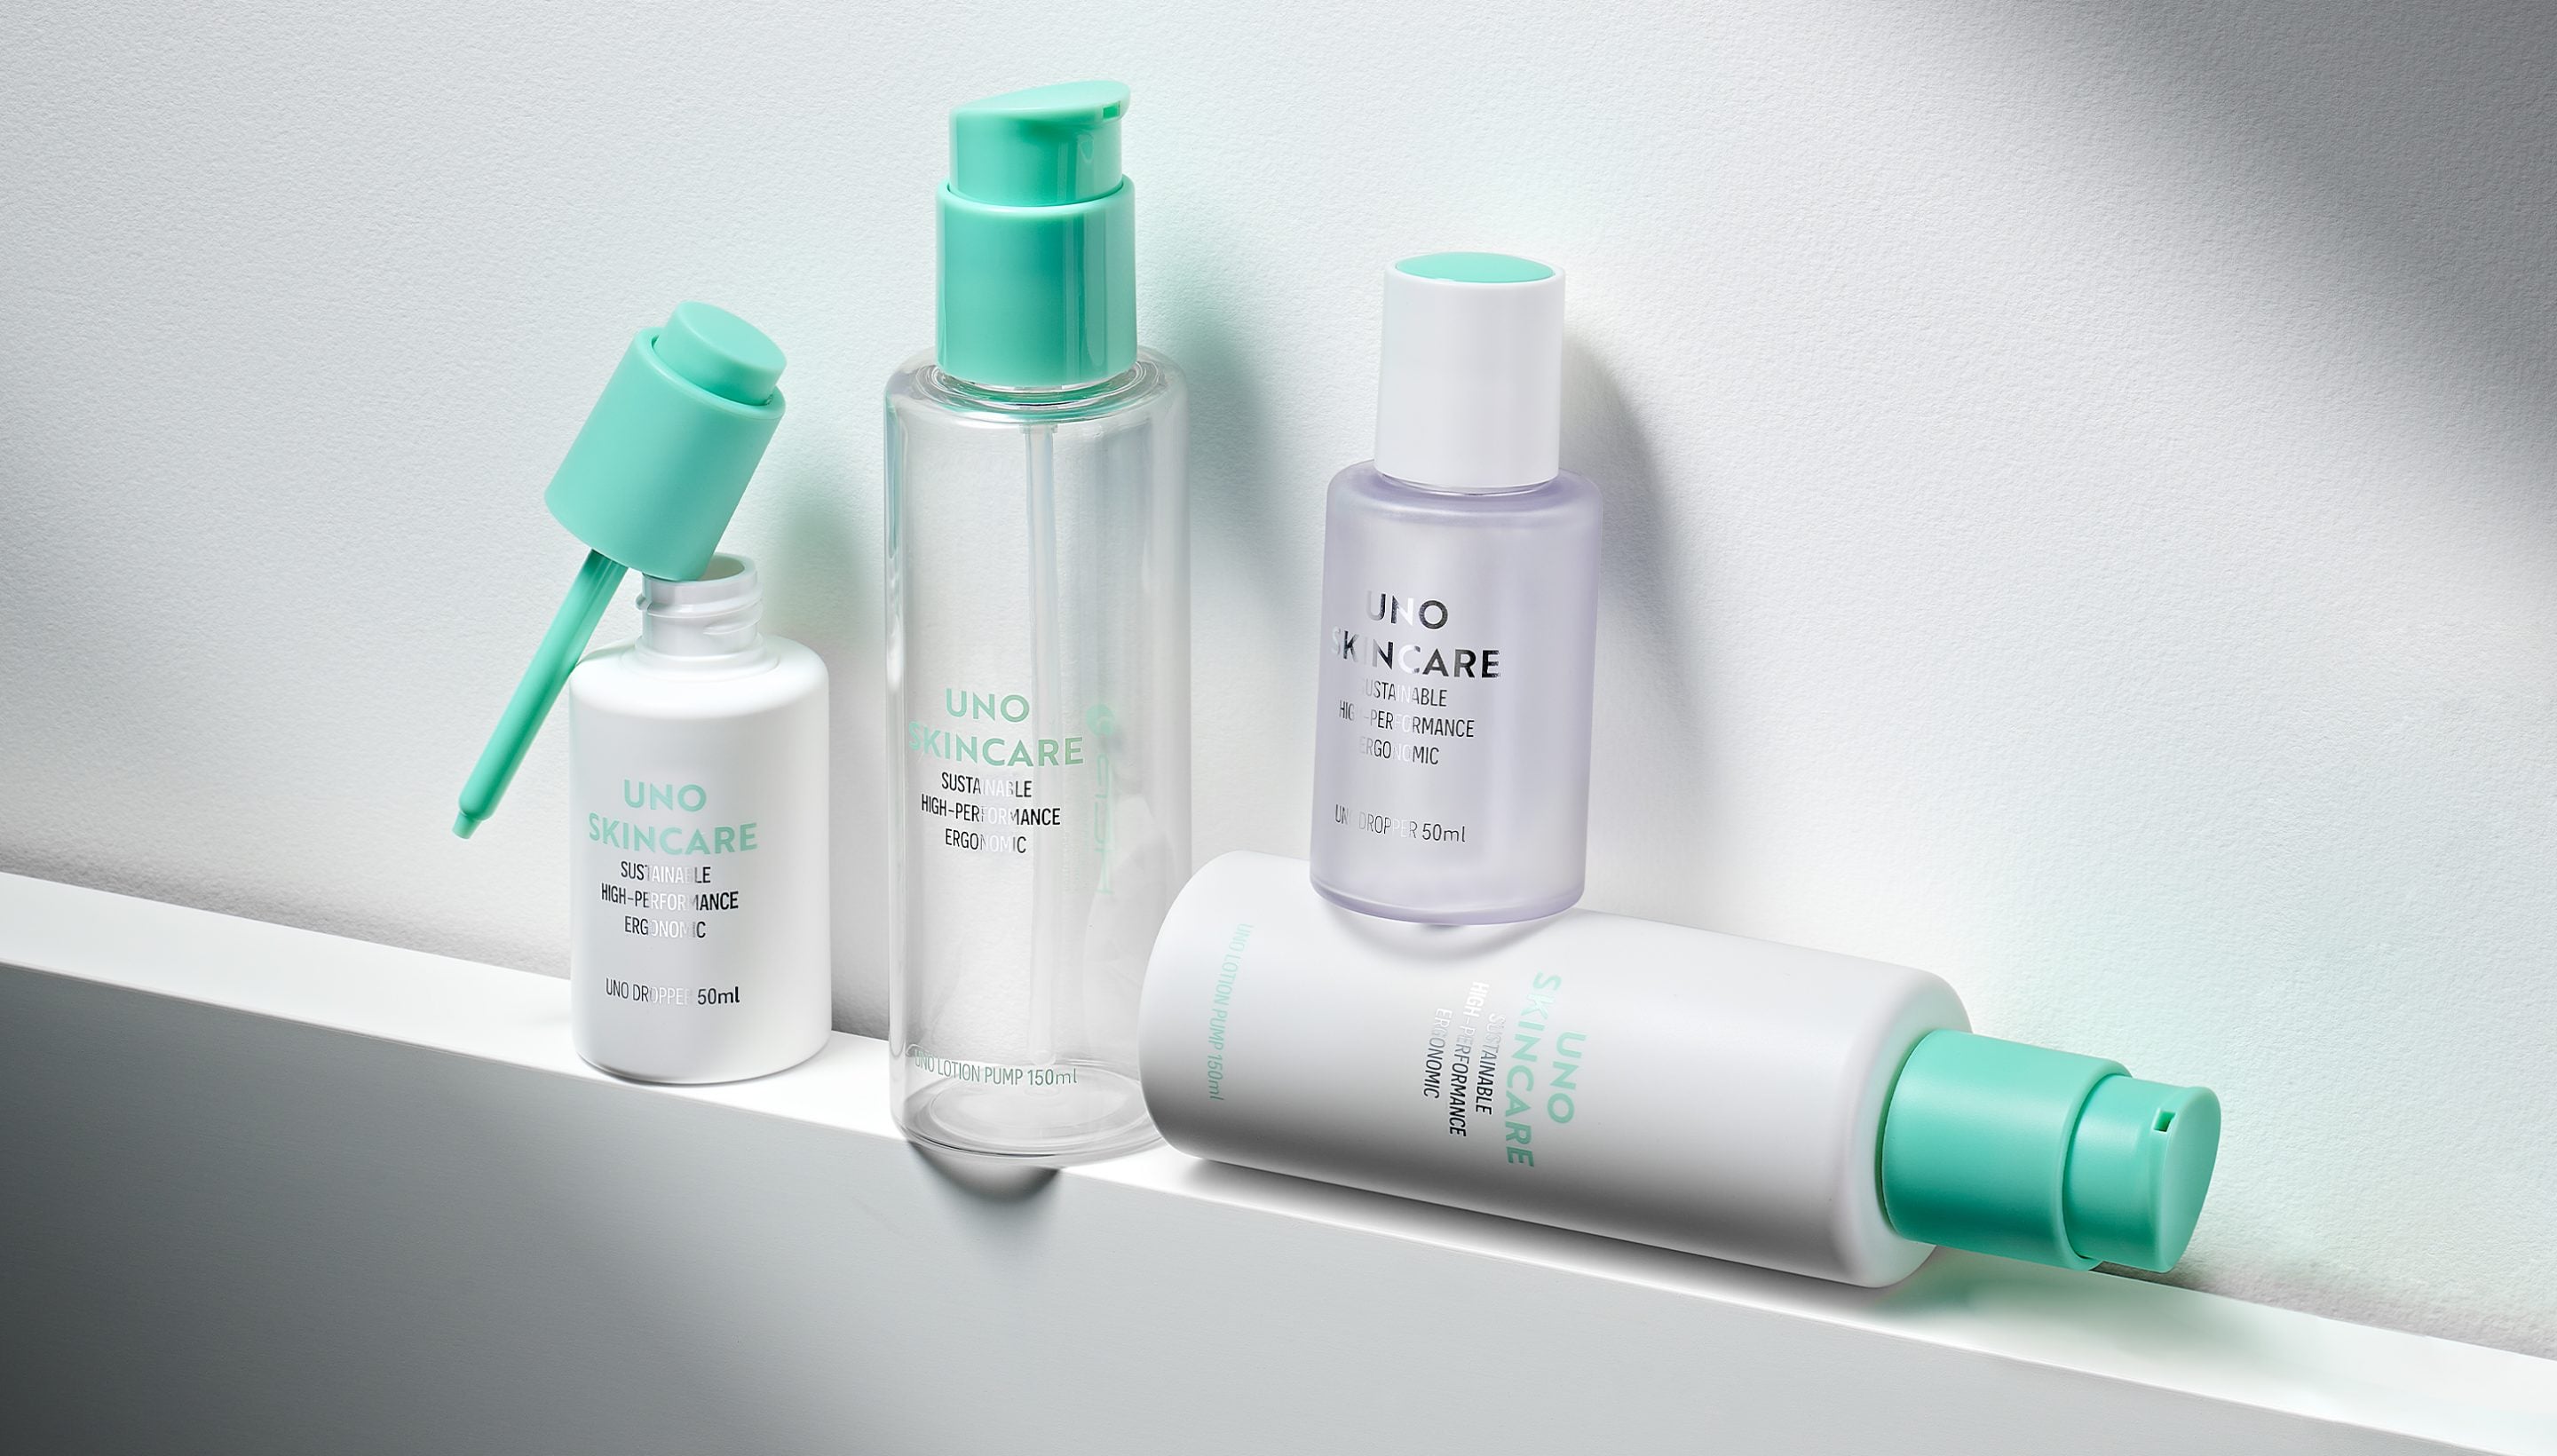 UNO
SKINCARE
SUSTAINABLE
HIGH-PERFORMANCE
ERGONOMIC
UNO DROPPER 50ml
UNO
SKINCARE
SUSTAINABLE
HIGH-PERFORMANCE
ERGONOMIC
UNO LOTION PUMP 150ml
UNO
SKINCARE
SUSTAINABLE
HIGH-PERFORMANCE
ERGONOMIC
UNO DROPPER 50ml
UNO
SKINCARE
SUSTAINABLE
HIGH-PERFORMANCE
ERGONOMIC
UNO LOTION PUMP 150ml